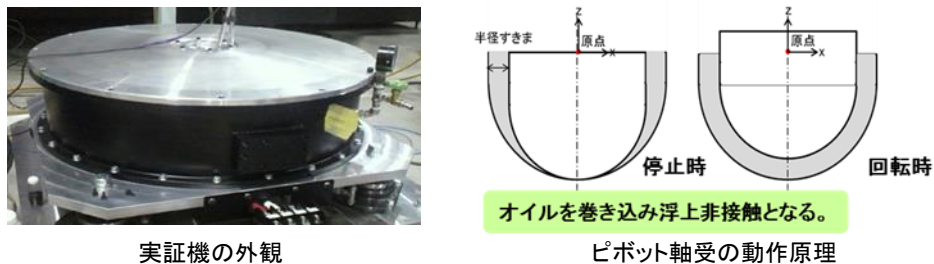 z
原点
x
半径すきま
停止時
z
原点
x
回転時
オイルを巻き込み浮上非接触となる。
実証機の外観
ピボット軸受の動作原理